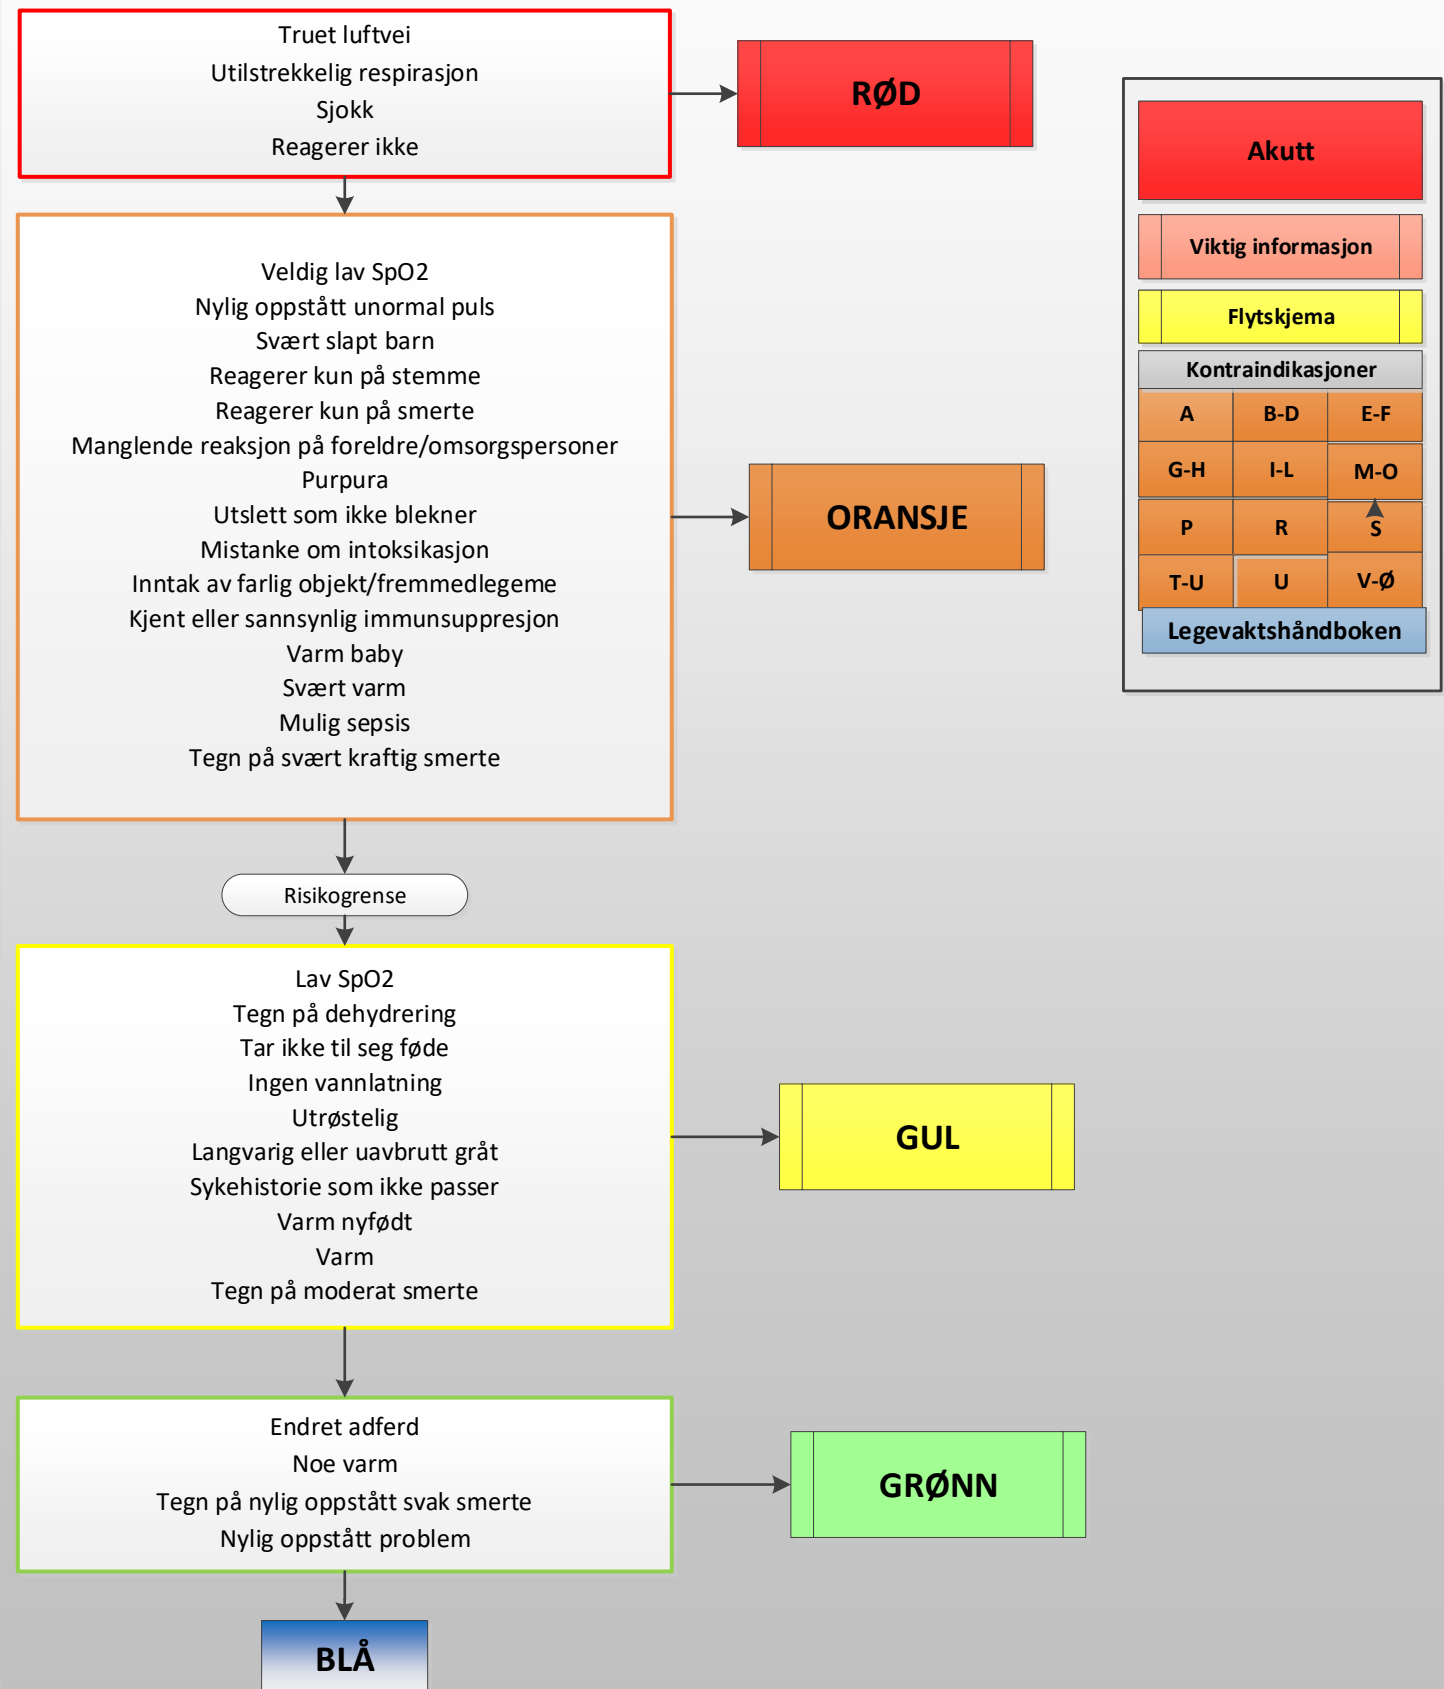 Truet luftvei
Utilstrekkelig respirasjon
Sjokk
Reagerer ikke
RØD
Veldig lav SpO2
Nylig oppstått unormal puls
Svært slapt barn
Reagerer kun på stemme
Reagerer kun på smerte
Manglende reaksjon på foreldre/omsorgspersoner
Purpura
Utslett som ikke blekner
Mistanke om intoksikasjon
Inntak av farlig objekt/fremmedlegeme
Kjent eller sannsynlig immunsuppresjon
Varm baby
Svært varm
Mulig sepsis
Tegn på svært kraftig smerte
ORANSJE
Risikogrense
Lav SpO2
Tegn på dehydrering
Tar ikke til seg føde
Ingen vannlatning
Utrøstelig
Langvarig eller uavbrutt gråt
Sykehistorie som ikke passer
Varm nyfødt
Varm
Tegn på moderat smerte
GUL
Endret adferd
Noe varm
Tegn på nylig oppstått svak smerte
Nylig oppstått problem
GRØNN
BLÅ
Akutt
Viktig informasjon
Flytskjema
Kontraindikasjoner
A B-D E-F
G-H I-L M-O
P R S
T-U U V-Ø
Legevaktshåndboken